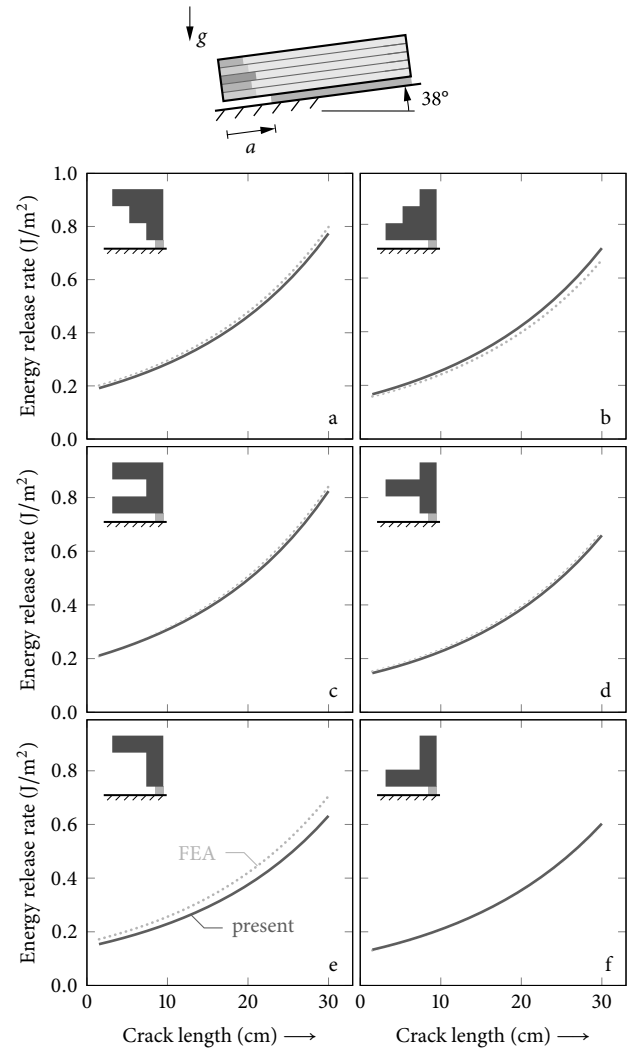 g
38°
a
1.0
0.8
0.6
0.4
0.2
0.0
Energy release rate (J/m²)
a
b
0.8
0.6
0.4
0.2
0.0
Energy release rate (J/m²)
c
d
0.8
0.6
0.4
0.2
0.0
Energy release rate (J/m²)
FEA
present
e
f
0 10 20 30 0 10 20 30
Crack length (cm) → Crack length (cm) →